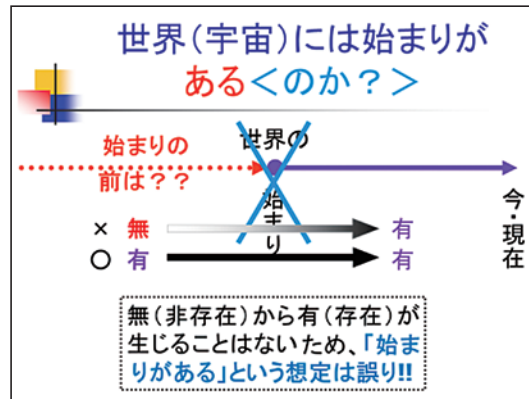 世界(宇宙)には始まりが
ある<のか?>
始まりの
前は??
世界の
始まり
今・現在
× 無 有
○ 有 有
無(非存在)から有(存在)が
生じることはないため、「始ま
りがある」という想定は誤り!!